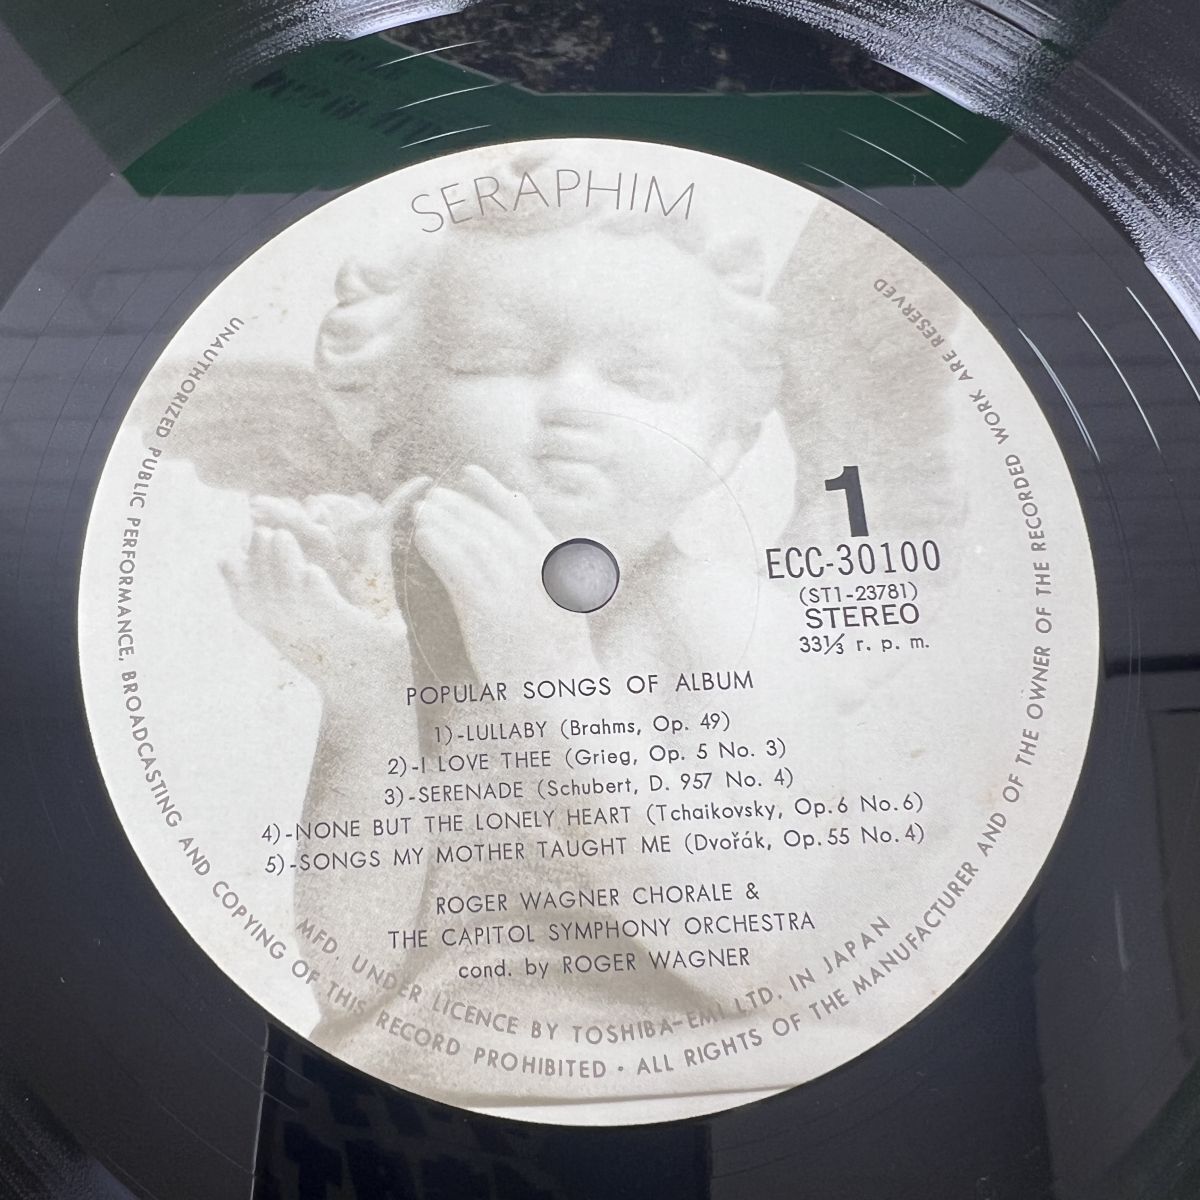 SERAPHIM
1
ECC-30100
(ST1-23781)
STEREO
33⅓ r. p. m.
POPULAR SONGS OF ALBUM
1)-LULLABY (Brahms, Op. 49)
2)-I LOVE THEE (Grieg, Op. 5 No. 3)
3)-SERENADE (Schubert, D. 957 No. 4)
4)-NONE BUT THE LONELY HEART (Tchaikovsky, Op.6 No.6)
5)-SONGS MY MOTHER TAUGHT ME (Dvořák, Op.55 No.4)
ROGER WAGNER CHORALE &
THE CAPITOL SYMPHONY ORCHESTRA
cond. by ROGER WAGNER
MFD. UNDER LICENCE BY TOSHIBA-EMI LTD. IN JAPAN
UNAUTHORIZED PUBLIC PERFORMANCE, BROADCASTING AND COPYING OF THIS RECORD PROHIBITED • ALL RIGHTS OF THE MANUFACTURER AND OF THE OWNER OF THE RECORDED WORK ARE RESERVED